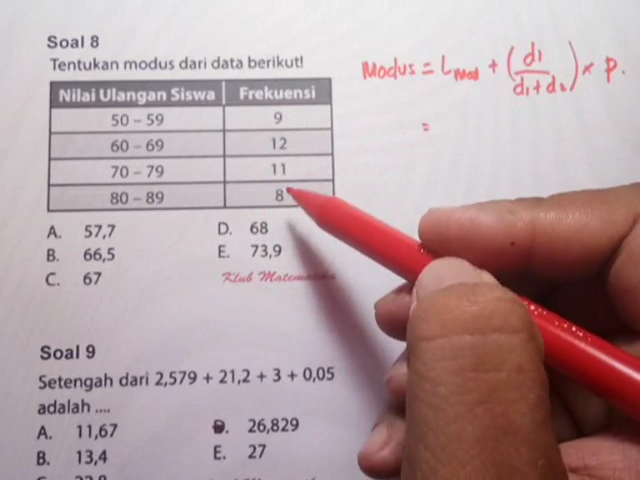 Soal 8
Tentukan modus dari data berikut!
Nilai Ulangan Siswa Frekuensi
50 – 59 9
60 – 69 12
70 – 79 11
80 – 89 8
A. 57,7 D. 68
B. 66,5 E. 73,9
C. 67
Klub Matematika
Modus = L Mod + (d1 / d1 + d2) × p.
=
Soal 9
Setengah dari 2,579 + 21,2 + 3 + 0,05
adalah ....
A. 11,67 D. 26,829
B. 13,4 E. 27